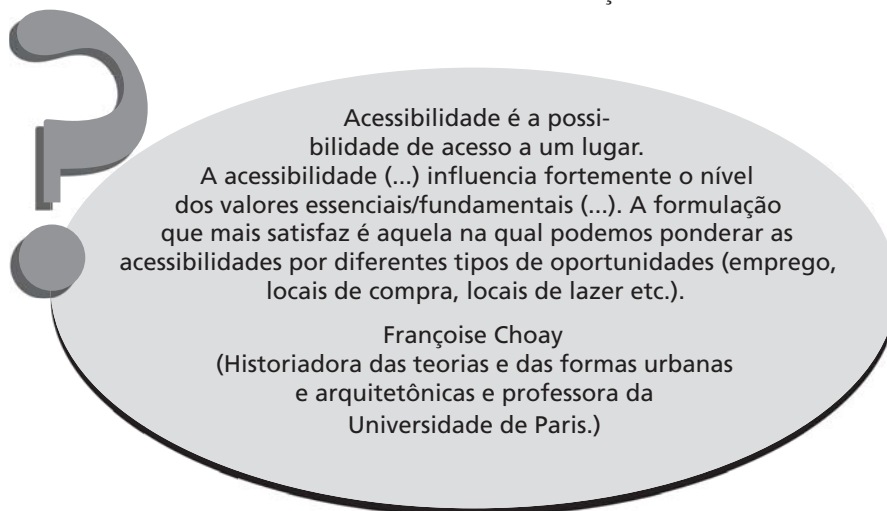 Acessibilidade é a possi-
bilidade de acesso a um lugar.
A acessibilidade (...) influencia fortemente o nível
dos valores essenciais/fundamentais (...). A formulação
que mais satisfaz é aquela na qual podemos ponderar as
acessibilidades por diferentes tipos de oportunidades (emprego,
locais de compra, locais de lazer etc.).
Françoise Choay
(Historiadora das teorias e das formas urbanas
e arquitetônicas e professora da
Universidade de Paris.)